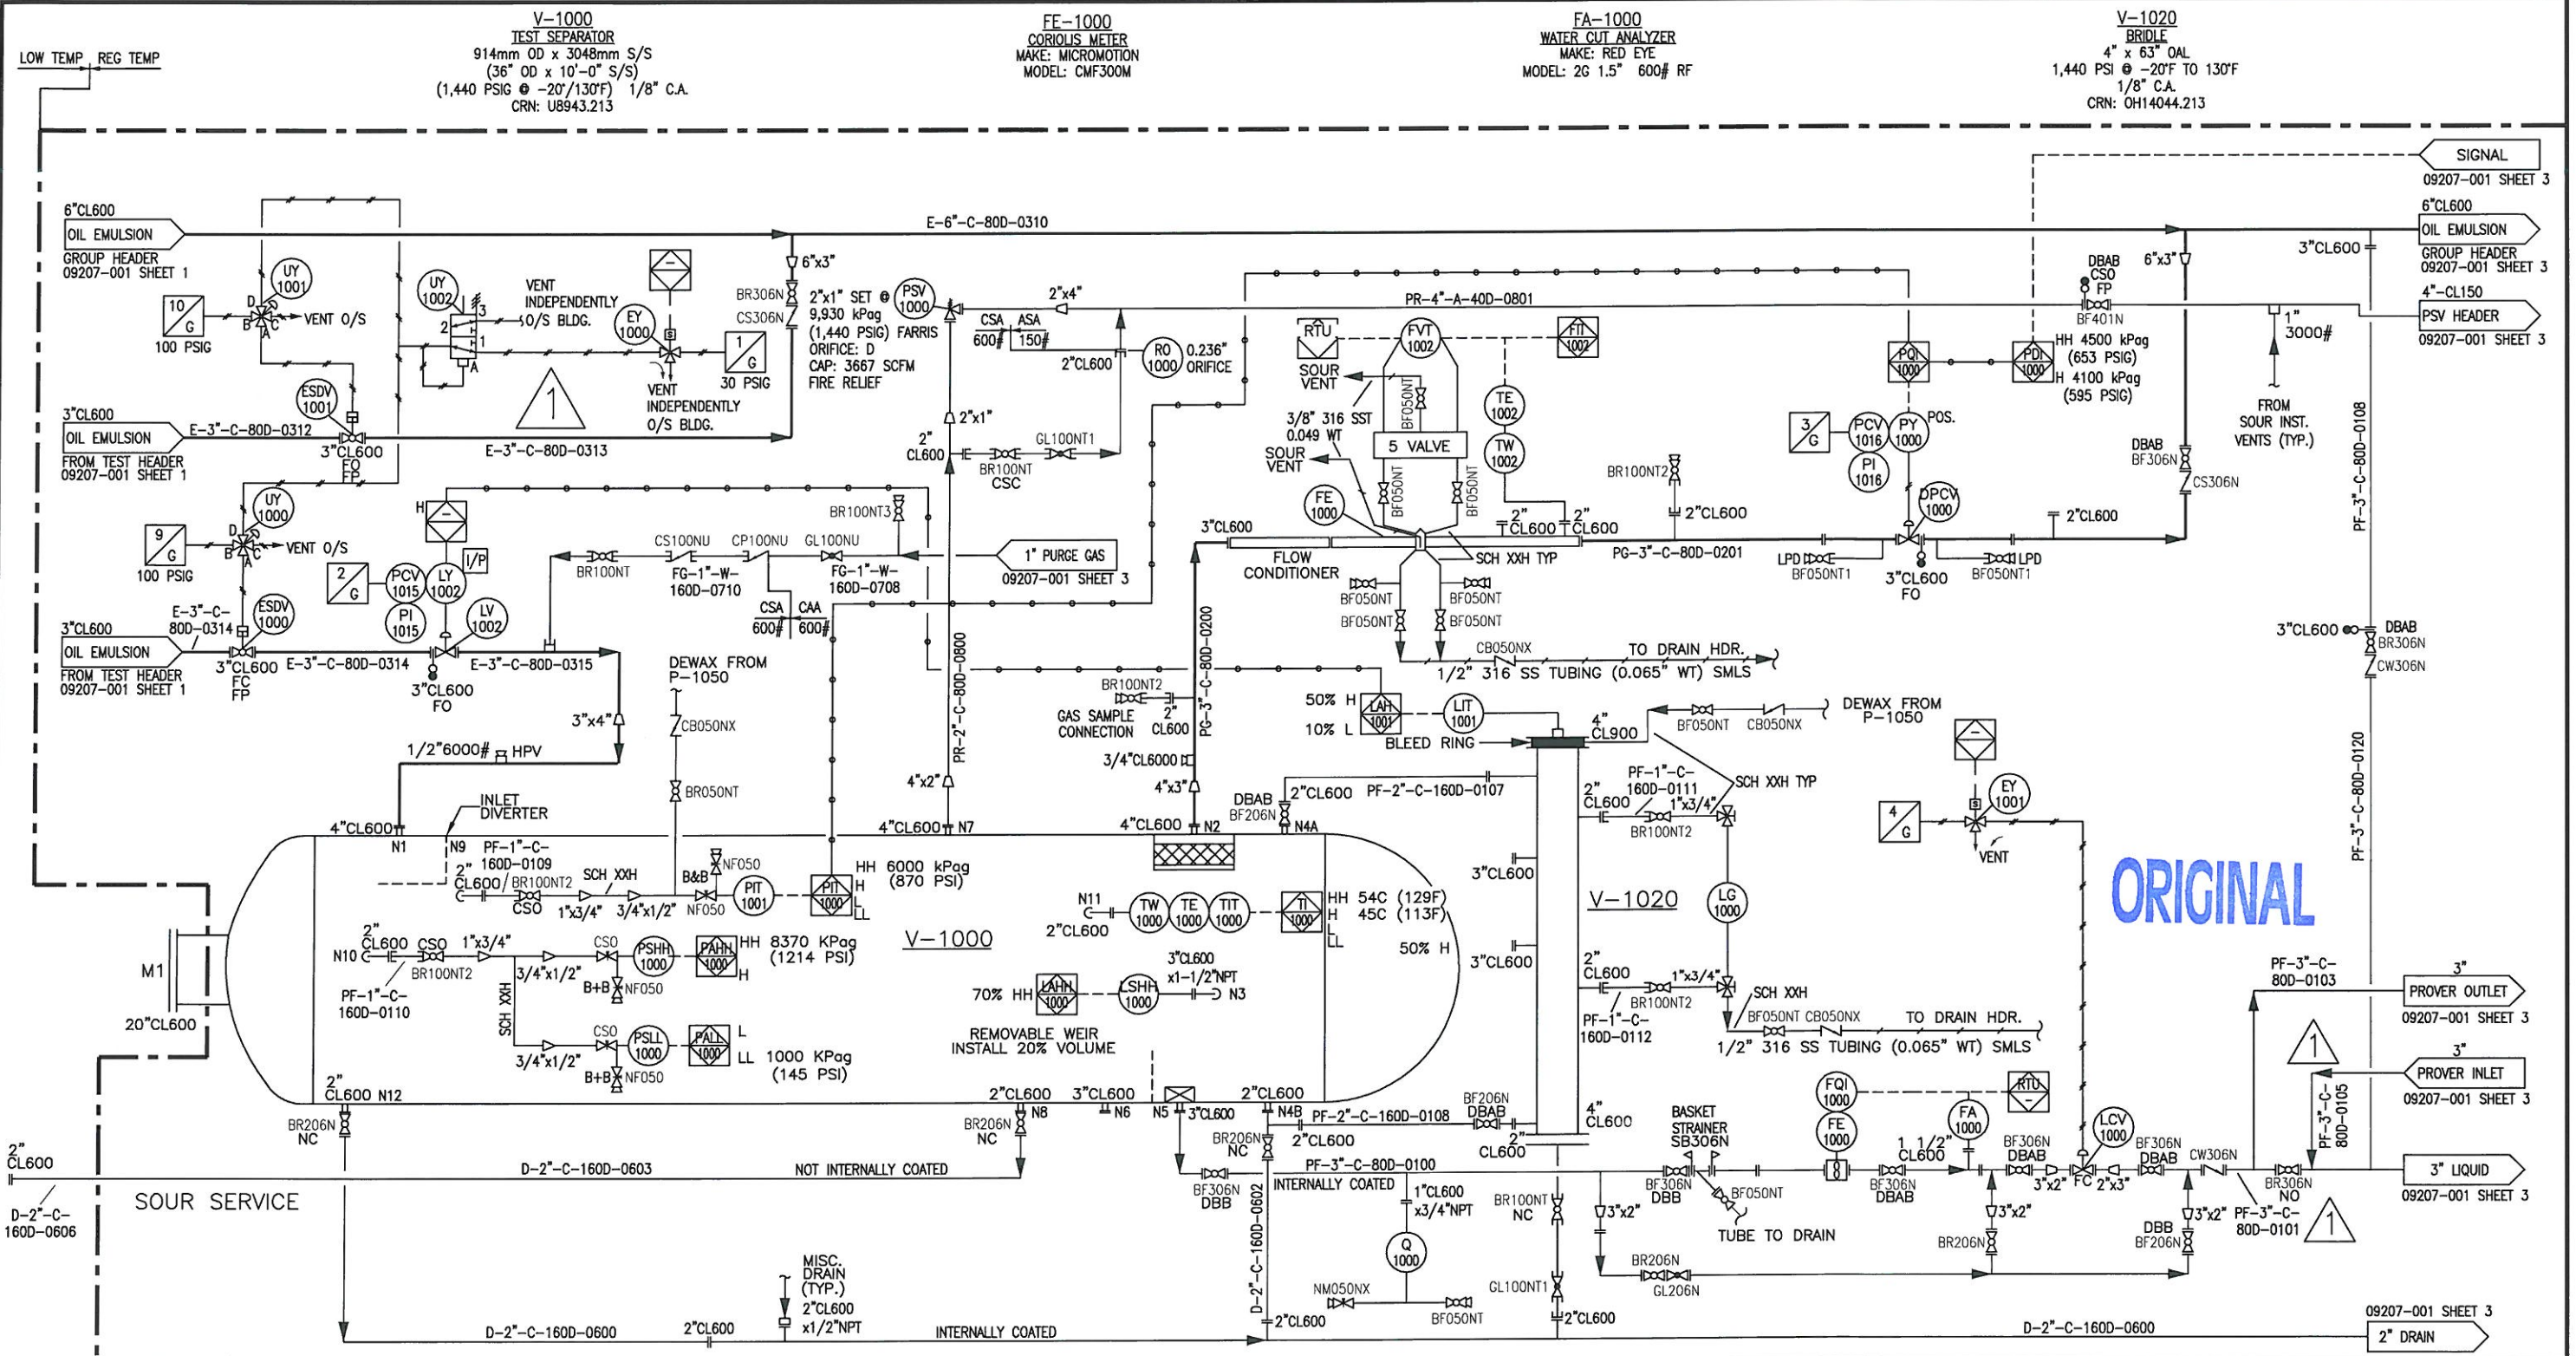 V-1000
TEST SEPARATOR
914mm OD x 3048mm S/S
(36" OD x 10'-0" S/S)
(1,440 PSIG @ -20°/130°F) 1/8" C.A.
CRN: U8943.213
FE-1000
CORIOLIS METER
MAKE: MICROMOTION
MODEL: CMF300M
FA-1000
WATER CUT ANALYZER
MAKE: RED EYE
MODEL: 2G 1.5" 600# RF
V-1020
BRIDLE
4" x 63" OAL
1,440 PSI @ -20°F TO 130°F
1/8" C.A.
CRN: OH14044.213
LOW TEMP REG TEMP
SIGNAL
09207-001 SHEET 3
6"CL600
OIL EMULSION
GROUP HEADER
09207-001 SHEET 1
E-6"-C-80D-0310
6"CL600
OIL EMULSION
GROUP HEADER
09207-001 SHEET 3
4"-CL150
PSV HEADER
09207-001 SHEET 3
10
G
100 PSIG
UY
1001
D
B
C
A
VENT O/S
UY
1002
3
2
1
A
VENT
INDEPENDENTLY
O/S BLDG.
EY
1000
–
S
1
G
30 PSIG
VENT
INDEPENDENTLY
O/S BLDG.
1
6"x3"
BR306N
CS306N
2"x1" SET @
9,930 kPag
(1,440 PSIG) FARRIS
ORIFICE: D
CAP: 3667 SCFM
FIRE RELIEF
PSV
1000
2"x4"
CSA ASA
600# 150#
2"CL600
RO
1000
0.236"
ORIFICE
PR-4"-A-40D-0801
DBAB
CSO
FP
BF401N
1"
3000#
FROM
SOUR INST.
VENTS (TYP.)
3"CL600
6"x3"
RTU
FVT
1002
FIT
1002
SOUR
VENT
BF050NT
TE
1002
TW
1002
3/8" 316 SST
0.049 WT
5 VALVE
SOUR
VENT
BF050NT
BF050NT
PQI
1000
PDI
1000
HH 4500 kPag
(653 PSIG)
H 4100 kPag
(595 PSIG)
3
G
PCV
1016
PY
1000
POS.
PI
1016
DBAB
BF306N
CS306N
PF-3"-C-80D-0108
3"CL600
OIL EMULSION
FROM TEST HEADER
09207-001 SHEET 1
E-3"-C-80D-0312
ESDV
1001
3"CL600
FO
FP
E-3"-C-80D-0313
2"x1"
2"
CL600
BR100NT
CSC
GL100NT1
BR100NT2
2"CL600
FE
1000
3"CL600
FLOW
CONDITIONER
2"
CL600
2"
CL600
SCH XXH TYP
PG-3"-C-80D-0201
DPCV
1000
LPD
BF050NT1
3"CL600
FO
LPD
BF050NT1
2"CL600
9
G
100 PSIG
UY
1000
D
B
C
A
VENT O/S
H
–
2
G
PCV
1015
LY
1002
I/P
PI
1015
LV
1002
BR100NT
CS100NU
CP100NU
GL100NU
BR100NT3
FG-1"-W-
160D-0710
FG-1"-W-
160D-0708
1" PURGE GAS
09207-001 SHEET 3
CSA CAA
600# 600#
E-3"-C-
80D-0314
ESDV
1000
3"CL600
OIL EMULSION
FROM TEST HEADER
09207-001 SHEET 1
3"CL600
FC
FP
E-3"-C-80D-0314
3"CL600
FO
E-3"-C-80D-0315
DEWAX FROM
P-1050
CB050NX
BR050NT
3"x4"
1/2"6000# HPV
PR-2"-C-80D-0800
4"x2"
BR100NT2
GAS SAMPLE
CONNECTION
2"
CL600
PG-3"-C-80D-0200
3/4"CL6000
4"x3"
BF050NT
BF050NT
BF050NT
BF050NT
CB050NX
TO DRAIN HDR.
1/2" 316 SS TUBING (0.065" WT) SMLS
3"CL600
DBAB
BR306N
CW306N
PF-3"-C-80D-0120
50% H
10% L
LAH
1001
LIT
1001
BLEED RING
4"
CL900
BF050NT
CB050NX
DEWAX FROM
P-1050
SCH XXH TYP
PF-1"-C-
160D-0111
1"x3/4"
2"
CL600
BR100NT2
–
S
EY
1001
4
G
VENT
ORIGINAL
DBAB
BF206N
2"CL600
PF-2"-C-160D-0107
4"CL600
N1
N9
INLET
DIVERTER
4"CL600
N7
4"CL600
N2
N4A
PF-1"-C-
160D-0109
2"
CL600
BR100NT2
CSO
SCH XXH
1"x3/4"
3/4"x1/2"
B&B
NF050
NF050
PIT
1001
PIT
1000
HH 6000 kPag
(870 PSI)
H
L
LL
N11
2"CL600
TW
1000
TE
1000
TIT
1000
TI
1000
HH 54C (129F)
H 45C (113F)
L
LL
50% H
3"CL600
3"CL600
V-1020
LG
1000
M1
20"CL600
N10
2"
CL600
CSO
BR100NT2
1"x3/4"
3/4"x1/2"
CSO
B+B
NF050
PSHH
1000
PAHH
1000
HH 8370 KPag
(1214 PSI)
H
PF-1"-C-
160D-0110
SCH XXH
3/4"x1/2"
CSO
B+B
NF050
PSLL
1000
PALL
1000
L
LL 1000 KPag
(145 PSI)
V-1000
70% HH
LAHH
1000
LSHH
1000
3"CL600
x1-1/2"NPT
N3
REMOVABLE WEIR
INSTALL 20% VOLUME
2"
CL600
BR100NT2
1"x3/4"
PF-1"-C-
160D-0112
SCH XXH
BF050NT CB050NX
TO DRAIN HDR.
1/2" 316 SS TUBING (0.065" WT) SMLS
PF-3"-C-
80D-0103
3"
PROVER OUTLET
09207-001 SHEET 3
1
3"
PROVER INLET
09207-001 SHEET 3
PF-3"-C-
80D-0105
2"
CL600 N12
BR206N
NC
2"CL600
N8
BR206N
NC
3"CL600
N6
N5
3"CL600
2"CL600
N4B
PF-2"-C-160D-0108
BF206N
DBAB
2"CL600
BR206N
NC
4"
CL600
2"
CL600
BASKET
STRAINER
SB306N
FQI
1000
FE
1000
RTU
–
FA
1000
1 1/2"
CL600
LCV
1000
BF306N
DBAB
BF306N
DBAB
CW306N
2"
CL600
D-2"-C-
160D-0606
D-2"-C-160D-0603
NOT INTERNALLY COATED
SOUR SERVICE
BF306N
DBB
PF-3"-C-80D-0100
INTERNALLY COATED
BF306N
DBB
BF050NT
TUBE TO DRAIN
BF306N
DBAB
3"x2"
FC
2"x3"
BR306N
NO
3" LIQUID
09207-001 SHEET 3
PF-3"-C-
80D-0101
1
1"CL600
x3/4"NPT
Q
1000
NM050NX
BF050NT
BR100NT
NC
GL100NT1
2"CL600
3"x2"
BR206N
GL206N
3"x2"
BR206N
3"x2"
DBB
BF206N
D-2"-C-160D-0602
2"CL600
MISC.
DRAIN
(TYP.)
2"CL600
x1/2"NPT
D-2"-C-160D-0600
2"CL600
INTERNALLY COATED
D-2"-C-160D-0600
09207-001 SHEET 3
2" DRAIN